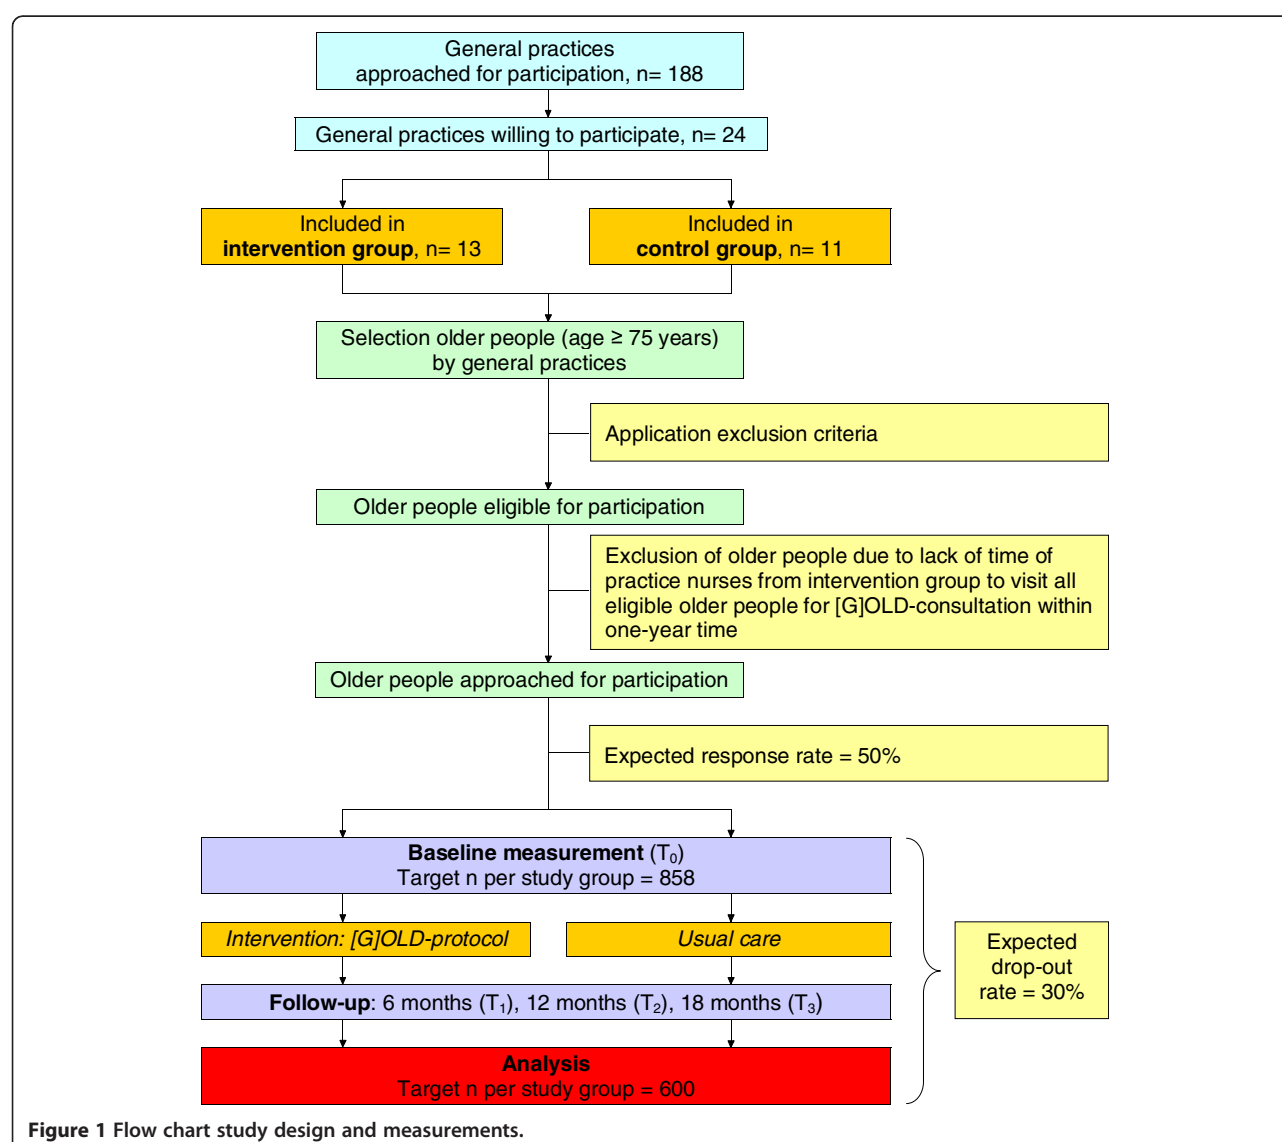 General practices
approached for participation, n= 188
General practices willing to participate, n= 24
Included in
intervention group, n= 13
Included in
control group, n= 11
Selection older people (age ≥ 75 years)
by general practices
Application exclusion criteria
Older people eligible for participation
Exclusion of older people due to lack of time of
practice nurses from intervention group to visit all
eligible older people for [G]OLD-consultation within
one-year time
Older people approached for participation
Expected response rate = 50%
Baseline measurement (T₀)
Target n per study group = 858
Intervention: [G]OLD-protocol
Usual care
Expected
drop-out
rate = 30%
Follow-up: 6 months (T₁), 12 months (T₂), 18 months (T₃)
Analysis
Target n per study group = 600
Figure 1 Flow chart study design and measurements.